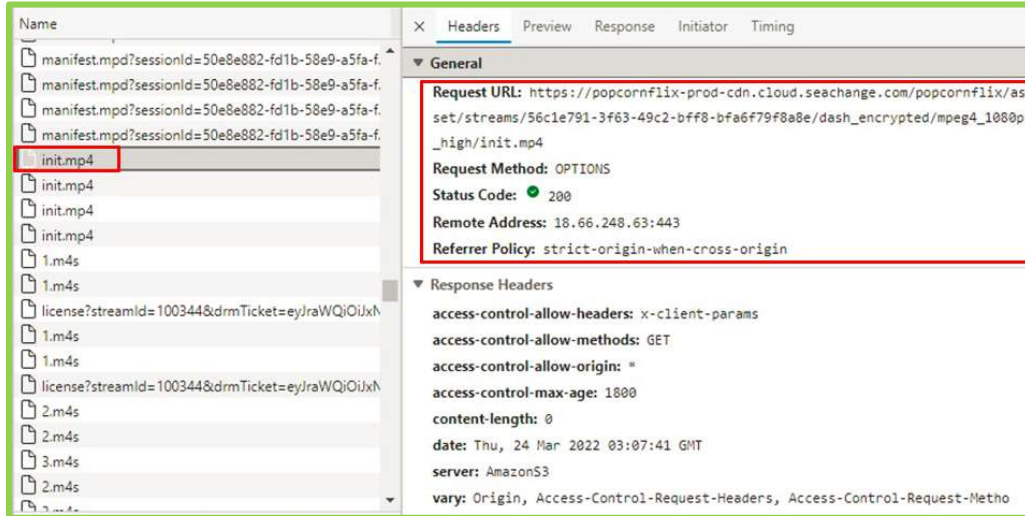 Name
manifest.mpd?sessionId=50e8e882-fd1b-58e9-a5fa-f.
manifest.mpd?sessionId=50e8e882-fd1b-58e9-a5fa-f.
manifest.mpd?sessionId=50e8e882-fd1b-58e9-a5fa-f.
manifest.mpd?sessionId=50e8e882-fd1b-58e9-a5fa-f.
init.mp4
init.mp4
init.mp4
init.mp4
1.m4s
1.m4s
license?streamId=100344&drmTicket=eyJraWQiOiJxN
1.m4s
1.m4s
license?streamId=100344&drmTicket=eyJraWQiOiJxN
2.m4s
2.m4s
3.m4s
2.m4s
× Headers Preview Response Initiator Timing
▼ General
Request URL: https://popcornflix-prod-cdn.cloud.seachange.com/popcornflix/as
set/streams/56c1e791-3f63-49c2-bff8-bfa6f79f8a8e/dash_encrypted/mpeg4_1080p
_high/init.mp4
Request Method: OPTIONS
Status Code: 200
Remote Address: 18.66.248.63:443
Referrer Policy: strict-origin-when-cross-origin
▼ Response Headers
access-control-allow-headers: x-client-params
access-control-allow-methods: GET
access-control-allow-origin: *
access-control-max-age: 1800
content-length: 0
date: Thu, 24 Mar 2022 03:07:41 GMT
server: AmazonS3
vary: Origin, Access-Control-Request-Headers, Access-Control-Request-Metho